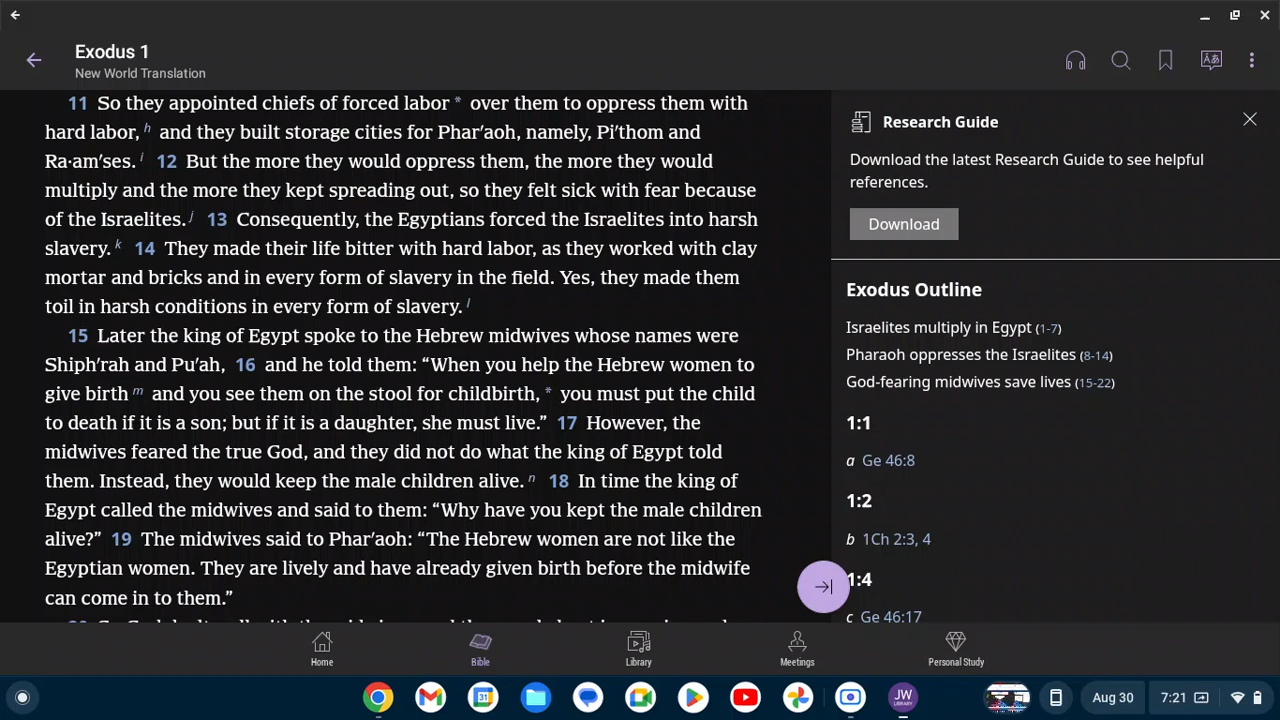 Exodus 1
New World Translation
11 So they appointed chiefs of forced labor * over them to oppress them with
hard labor, h and they built storage cities for Pharʹaoh, namely, Piʹthom and
Ra·amʹses. i 12 But the more they would oppress them, the more they would
multiply and the more they kept spreading out, so they felt sick with fear because
of the Israelites. j 13 Consequently, the Egyptians forced the Israelites into harsh
slavery. k 14 They made their life bitter with hard labor, as they worked with clay
mortar and bricks and in every form of slavery in the field. Yes, they made them
toil in harsh conditions in every form of slavery. l
15 Later the king of Egypt spoke to the Hebrew midwives whose names were
Shiphʹrah and Puʹah, 16 and he told them: “When you help the Hebrew women to
give birth m and you see them on the stool for childbirth, * you must put the child
to death if it is a son; but if it is a daughter, she must live.” 17 However, the
midwives feared the true God, and they did not do what the king of Egypt told
them. Instead, they would keep the male children alive. n 18 In time the king of
Egypt called the midwives and said to them: “Why have you kept the male children
alive?” 19 The midwives said to Pharʹaoh: “The Hebrew women are not like the
Egyptian women. They are lively and have already given birth before the midwife
can come in to them.”
Research Guide
Download the latest Research Guide to see helpful
references.
Download
Exodus Outline
Israelites multiply in Egypt (1-7)
Pharaoh oppresses the Israelites (8-14)
God-fearing midwives save lives (15-22)
1:1
a Ge 46:8
1:2
b 1Ch 2:3, 4
1:4
c Ge 46:17
Home
Bible
Library
Meetings
Personal Study
31
JW
LIBRARY
Aug 30
7:21